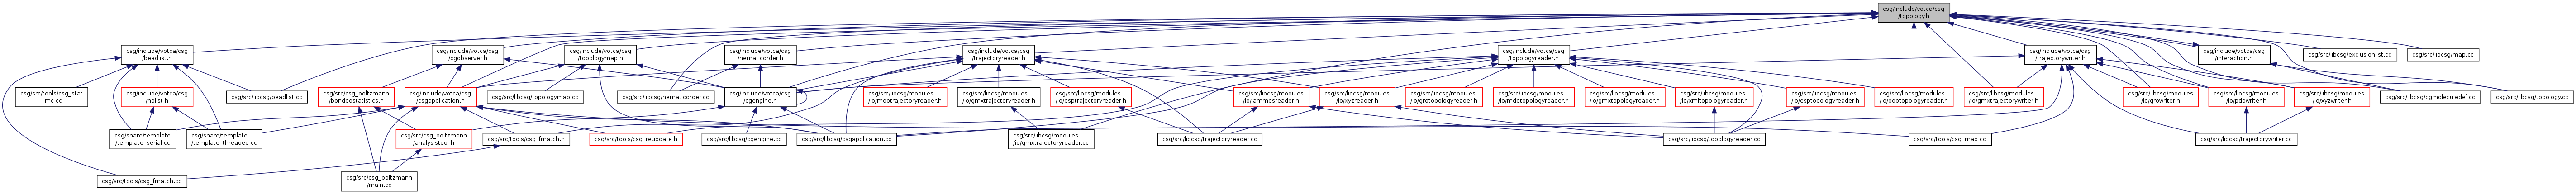 csg/include/votca/csg
/topology.h
csg/include/votca/csg
/beadlist.h
csg/include/votca/csg
/cgobserver.h
csg/include/votca/csg
/topologymap.h
csg/include/votca/csg
/nematicorder.h
csg/include/votca/csg
/trajectoryreader.h
csg/include/votca/csg
/topologyreader.h
csg/include/votca/csg
/trajectorywriter.h
csg/include/votca/csg
/interaction.h
csg/src/libcsg/exclusionlist.cc
csg/src/libcsg/map.cc
csg/src/tools/csg_stat
_imc.cc
csg/include/votca/csg
/nblist.h
csg/src/libcsg/beadlist.cc
csg/src/csg_boltzmann
/bondedstatistics.h
csg/include/votca/csg
/csgapplication.h
csg/src/libcsg/topologymap.cc
csg/src/libcsg/nematicorder.cc
csg/include/votca/csg
/cgengine.h
csg/src/libcsg/modules
/io/mdptrajectoryreader.h
csg/src/libcsg/modules
/io/gmxtrajectoryreader.h
csg/src/libcsg/modules
/io/esptrajectoryreader.h
csg/src/libcsg/modules
/io/lammpsreader.h
csg/src/libcsg/modules
/io/xyzreader.h
csg/src/libcsg/modules
/io/grotopologyreader.h
csg/src/libcsg/modules
/io/mdptopologyreader.h
csg/src/libcsg/modules
/io/gmxtopologyreader.h
csg/src/libcsg/modules
/io/xmltopologyreader.h
csg/src/libcsg/modules
/io/esptopologyreader.h
csg/src/libcsg/modules
/io/pdbtopologyreader.h
csg/src/libcsg/modules
/io/gmxtrajectorywriter.h
csg/src/libcsg/modules
/io/growriter.h
csg/src/libcsg/modules
/io/pdbwriter.h
csg/src/libcsg/modules
/io/xyzwriter.h
csg/src/libcsg/cgmoleculedef.cc
csg/src/libcsg/topology.cc
csg/share/template
/template_serial.cc
csg/share/template
/template_threaded.cc
csg/src/csg_boltzmann
/analysistool.h
csg/src/tools/csg_fmatch.h
csg/src/tools/csg_reupdate.h
csg/src/libcsg/cgengine.cc
csg/src/libcsg/csgapplication.cc
csg/src/libcsg/modules
/io/gmxtrajectoryreader.cc
csg/src/libcsg/trajectoryreader.cc
csg/src/libcsg/topologyreader.cc
csg/src/tools/csg_map.cc
csg/src/libcsg/trajectorywriter.cc
csg/src/tools/csg_fmatch.cc
csg/src/csg_boltzmann
/main.cc